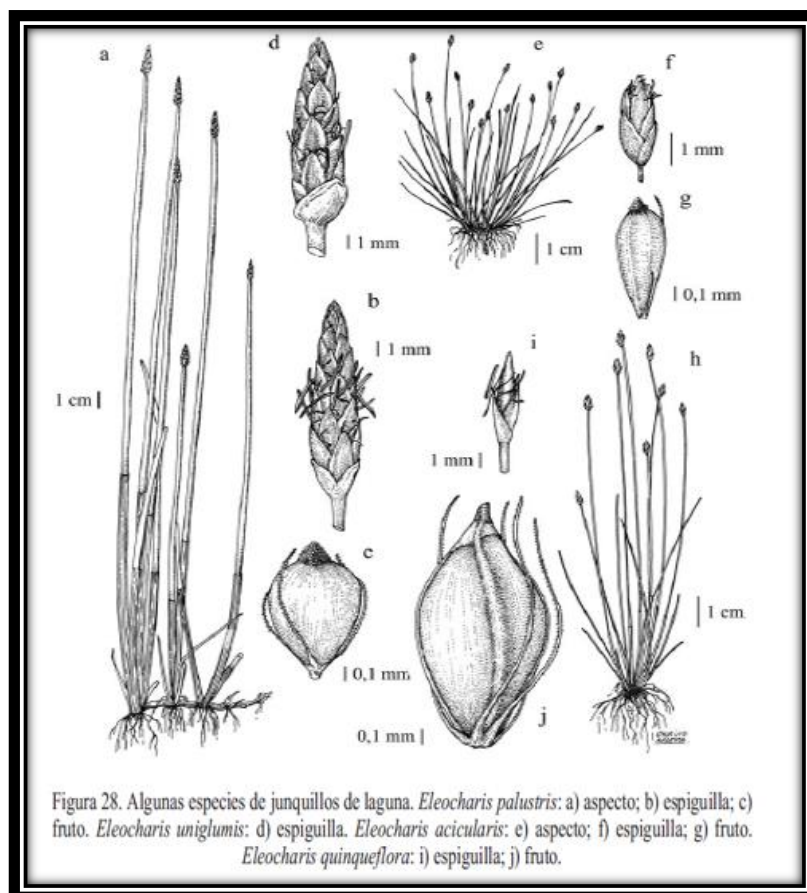 a
d
e
f
1 mm
g
1 mm
1 cm
0,1 mm
b
1 mm
i
h
1 cm
1 mm
c
1 cm
0,1 mm
0,1 mm
j
Figura 28. Algunas especies de junquillos de laguna. Eleocharis palustris: a) aspecto; b) espiguilla; c)
fruto. Eleocharis uniglumis: d) espiguilla. Eleocharis acicularis: e) aspecto; f) espiguilla; g) fruto.
Eleocharis quinqueflora: i) espiguilla; j) fruto.